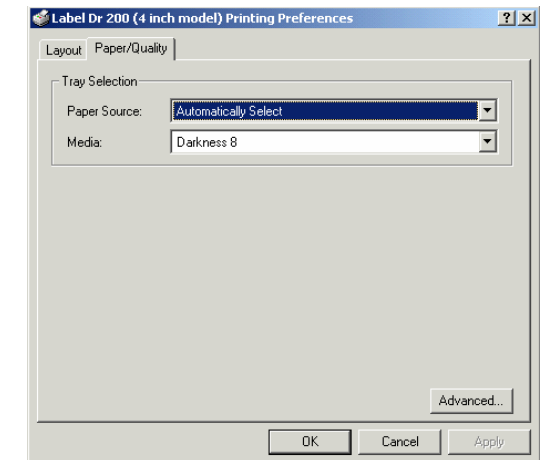 Label Dr 200 (4 inch model) Printing Preferences ? X
Layout Paper/Quality
Tray Selection
Paper Source: Automatically Select
Media: Darkness 8
Advanced...
OK Cancel Apply